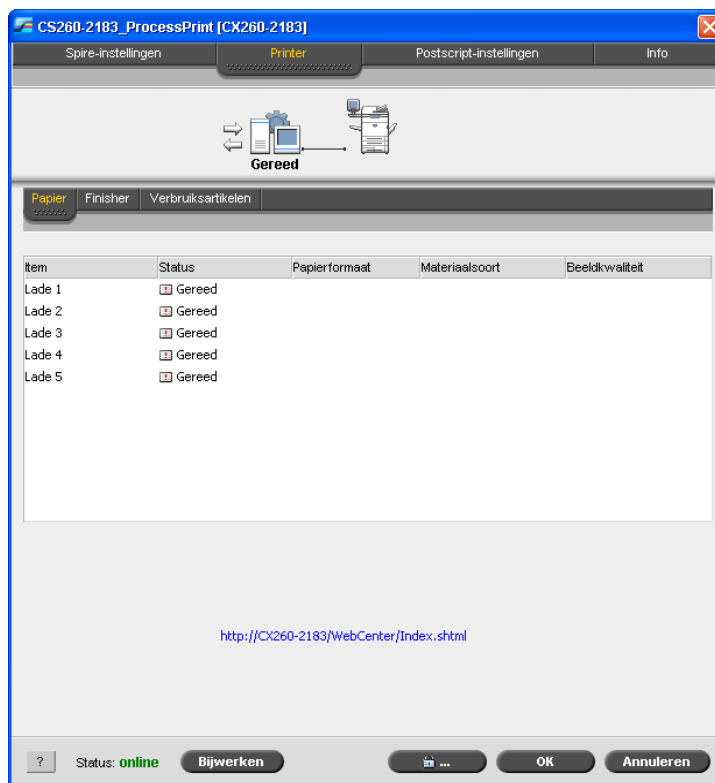 CS260-2183_ProcessPrint [CX260-2183]
Spire-instellingen Printer Postscript-instellingen Info
Gereed
Papier Finisher Verbruiksartikelen
Item Status Papierformaat Materiaalsoort Beeldkwaliteit
Lade 1 Gereed
Lade 2 Gereed
Lade 3 Gereed
Lade 4 Gereed
Lade 5 Gereed
http://CX260-2183/WebCenter/Index.shtml
? Status: online Bijwerken ... OK Annuleren